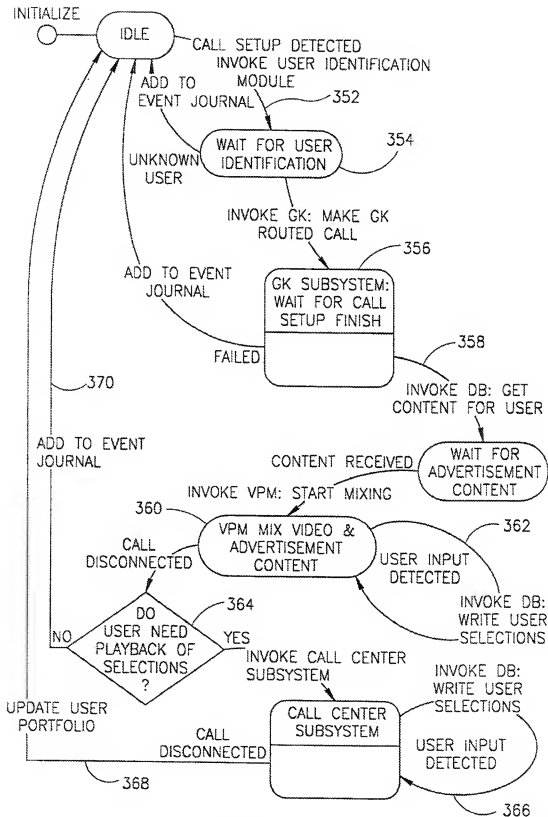 INITIALIZE
IDLE
CALL SETUP DETECTED
INVOKE USER IDENTIFICATION
MODULE
352
ADD TO
EVENT JOURNAL
WAIT FOR USER
IDENTIFICATION
354
UNKNOWN
USER
INVOKE GK: MAKE GK
ROUTED CALL
356
ADD TO EVENT
JOURNAL
GK SUBSYSTEM:
WAIT FOR CALL
SETUP FINISH
FAILED
358
370
INVOKE DB: GET
CONTENT FOR USER
ADD TO EVENT
JOURNAL
CONTENT RECEIVED
WAIT FOR
ADVERTISEMENT
CONTENT
INVOKE VPM: START MIXING
360
VPM MIX VIDEO &
ADVERTISEMENT
CONTENT
362
CALL
DISCONNECTED
USER INPUT
DETECTED
INVOKE DB:
WRITE USER
SELECTIONS
364
DO
USER NEED
PLAYBACK OF
SELECTIONS
?
NO
YES
INVOKE CALL CENTER
SUBSYSTEM
INVOKE DB:
WRITE USER
SELECTIONS
UPDATE USER
PORTFOLIO
CALL CENTER
SUBSYSTEM
CALL
DISCONNECTED
USER INPUT
DETECTED
368
366